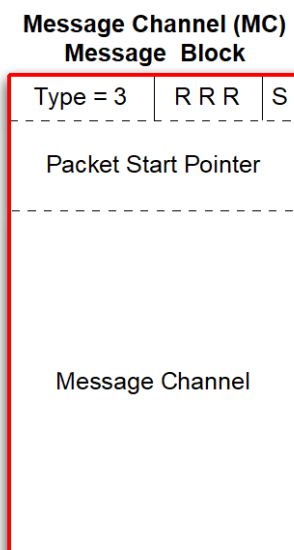 Message Channel (MC)
Message Block
Type = 3 R R R S
Packet Start Pointer
Message Channel